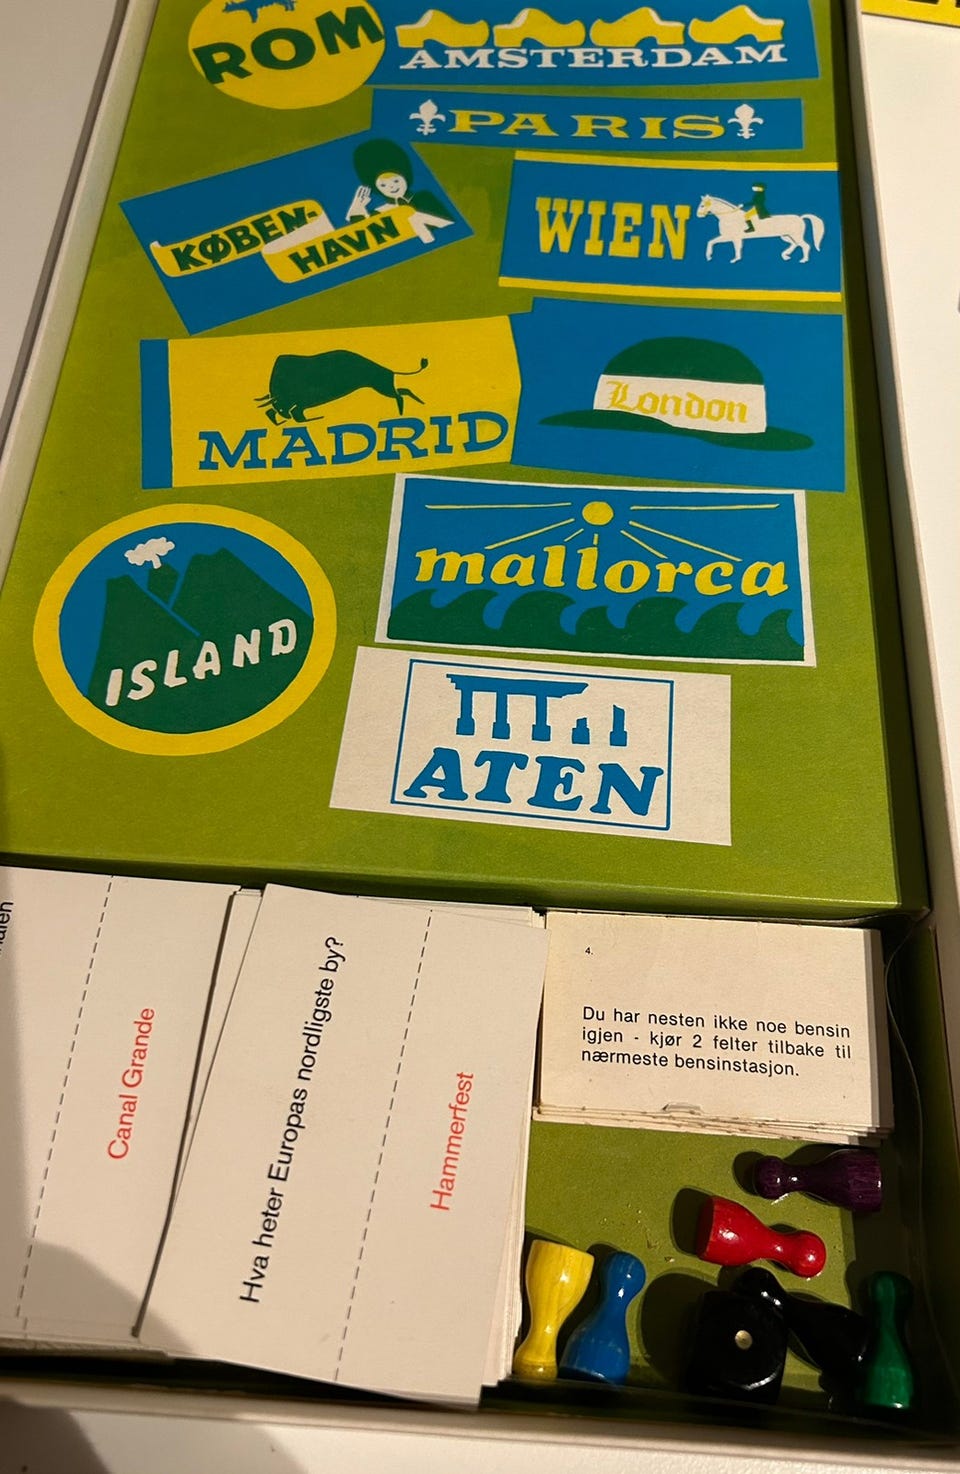 ROM
AMSTERDAM
PARIS
KØBEN-
HAVN
WIEN
MADRID
London
mallorca
ISLAND
ATEN
Canal Grande
Hva heter Europas nordligste by?
Hammerfest
4.
Du har nesten ikke noe bensin
igjen - kjør 2 felter tilbake til
nærmeste bensinstasjon.